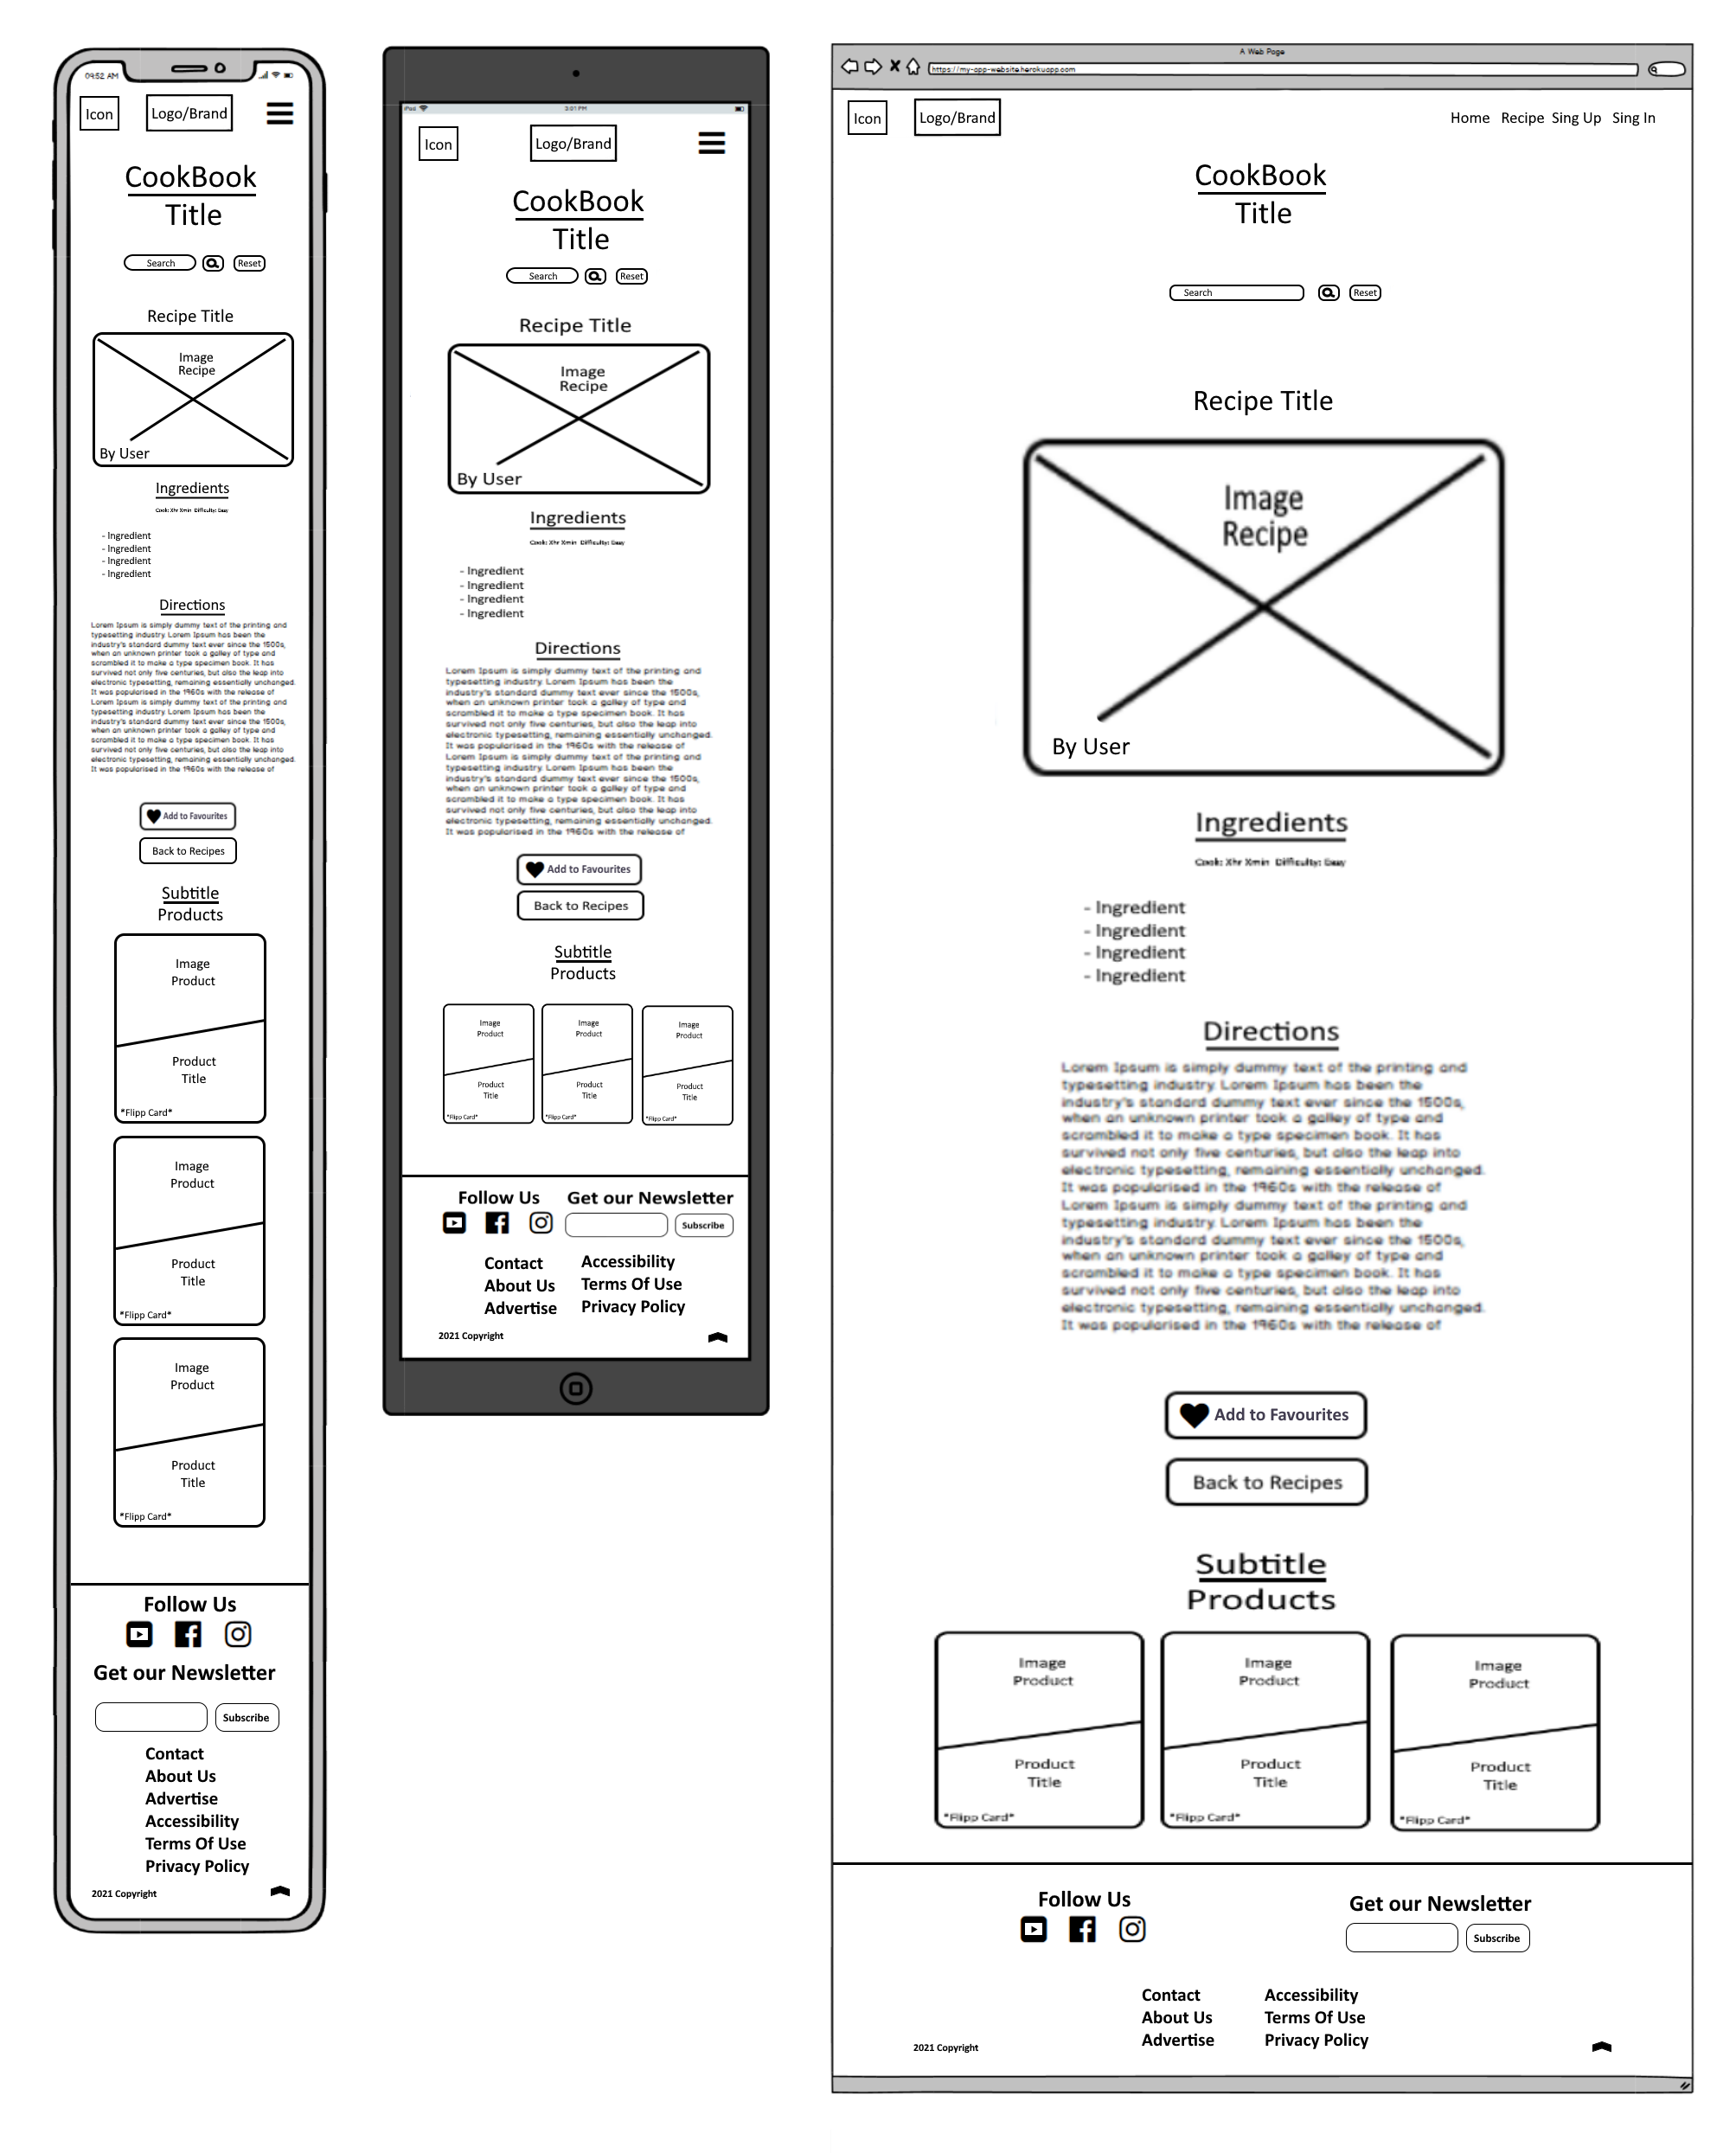 09:52 AM
Icon
Logo/Brand
CookBook
Title
Search
Reset
Recipe Title
Image
Recipe
By User
Ingredients
Cook: Xhr Xmin Difficulty: Easy
- Ingredient
- Ingredient
- Ingredient
- Ingredient
Directions
Lorem Ipsum is simply dummy text of the printing and
typesetting industry. Lorem Ipsum has been the
industry's standard dummy text ever since the 1500s,
when an unknown printer took a galley of type and
scrambled it to make a type specimen book. It has
survived not only five centuries, but also the leap into
electronic typesetting, remaining essentially unchanged.
It was popularised in the 1960s with the release of
Lorem Ipsum is simply dummy text of the printing and
typesetting industry. Lorem Ipsum has been the
industry's standard dummy text ever since the 1500s,
when an unknown printer took a galley of type and
scrambled it to make a type specimen book. It has
survived not only five centuries, but also the leap into
electronic typesetting, remaining essentially unchanged.
It was popularised in the 1960s with the release of
Add to Favourites
Back to Recipes
Subtitle
Products
Image
Product
Product
Title
*Flipp Card*
Image
Product
Product
Title
*Flipp Card*
Image
Product
Product
Title
*Flipp Card*
Follow Us
Get our Newsletter
Subscribe
Contact
About Us
Advertise
Accessibility
Terms Of Use
Privacy Policy
2021 Copyright
iPad
3:01 PM
Icon
Logo/Brand
CookBook
Title
Search
Reset
Recipe Title
Image
Recipe
By User
Ingredients
Cook: Xhr Xmin Difficulty: Easy
- Ingredient
- Ingredient
- Ingredient
- Ingredient
Directions
Lorem Ipsum is simply dummy text of the printing and
typesetting industry. Lorem Ipsum has been the
industry's standard dummy text ever since the 1500s,
when an unknown printer took a galley of type and
scrambled it to make a type specimen book. It has
survived not only five centuries, but also the leap into
electronic typesetting, remaining essentially unchanged.
It was popularised in the 1960s with the release of
Lorem Ipsum is simply dummy text of the printing and
typesetting industry. Lorem Ipsum has been the
industry's standard dummy text ever since the 1500s,
when an unknown printer took a galley of type and
scrambled it to make a type specimen book. It has
survived not only five centuries, but also the leap into
electronic typesetting, remaining essentially unchanged.
It was popularised in the 1960s with the release of
Add to Favourites
Back to Recipes
Subtitle
Products
Image
Product
Product
Title
*Flipp Card*
Image
Product
Product
Title
*Flipp Card*
Image
Product
Product
Title
*Flipp Card*
Follow Us
Get our Newsletter
Subscribe
Contact
About Us
Advertise
Accessibility
Terms Of Use
Privacy Policy
2021 Copyright
A Web Page
https://my-app-website.herokuapp.com
Icon
Logo/Brand
Home Recipe Sing Up Sing In
CookBook
Title
Search
Reset
Recipe Title
Image
Recipe
By User
Ingredients
Cook: Xhr Xmin Difficulty: Easy
- Ingredient
- Ingredient
- Ingredient
- Ingredient
Directions
Lorem Ipsum is simply dummy text of the printing and
typesetting industry. Lorem Ipsum has been the
industry's standard dummy text ever since the 1500s,
when an unknown printer took a galley of type and
scrambled it to make a type specimen book. It has
survived not only five centuries, but also the leap into
electronic typesetting, remaining essentially unchanged.
It was popularised in the 1960s with the release of
Lorem Ipsum is simply dummy text of the printing and
typesetting industry. Lorem Ipsum has been the
industry's standard dummy text ever since the 1500s,
when an unknown printer took a galley of type and
scrambled it to make a type specimen book. It has
survived not only five centuries, but also the leap into
electronic typesetting, remaining essentially unchanged.
It was popularised in the 1960s with the release of
Add to Favourites
Back to Recipes
Subtitle
Products
Image
Product
Product
Title
*Flipp Card*
Image
Product
Product
Title
*Flipp Card*
Image
Product
Product
Title
*Flipp Card*
Follow Us
Get our Newsletter
Subscribe
Contact
About Us
Advertise
Accessibility
Terms Of Use
Privacy Policy
2021 Copyright